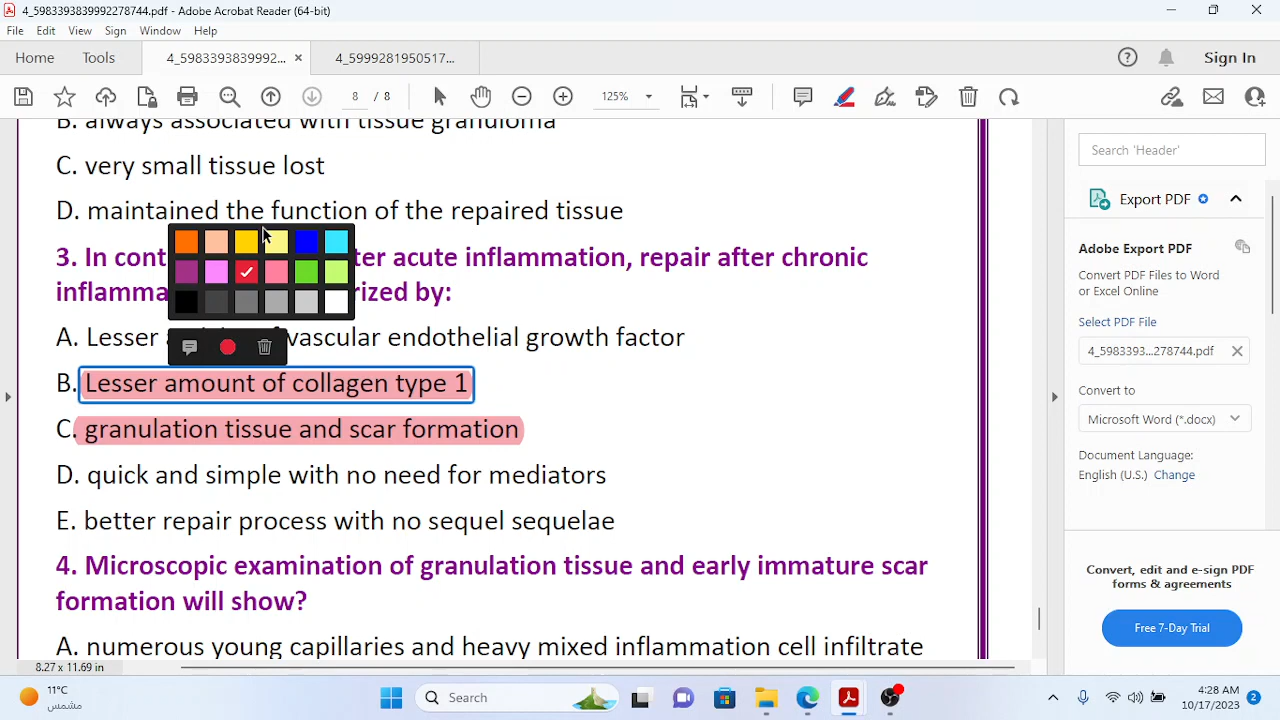 4_5983393839992278744.pdf - Adobe Acrobat Reader (64-bit)
File Edit View Sign Window Help
Home Tools 4_5983393839992... × 4_5999281950517... Sign In
8 / 8 125%
Search 'Header'
B. always associated with tissue granuloma
C. very small tissue lost
D. maintained the function of the repaired tissue
3. In cont ter acute inflammation, repair after chronic
inflamma rized by:
A. Lesser vascular endothelial growth factor
B. Lesser amount of collagen type 1
C. granulation tissue and scar formation
D. quick and simple with no need for mediators
E. better repair process with no sequel sequelae
4. Microscopic examination of granulation tissue and early immature scar
formation will show?
A. numerous young capillaries and heavy mixed inflammation cell infiltrate
8.27 x 11.69 in
Export PDF
Adobe Export PDF
Convert PDF Files to Word
or Excel Online
Select PDF File
4_5983393...278744.pdf
Convert to
Microsoft Word (*.docx)
Document Language:
English (U.S.) Change
Convert, edit and e-sign PDF
forms & agreements
Free 7-Day Trial
11°C
مشمس
Search
4:28 AM
10/17/2023
2